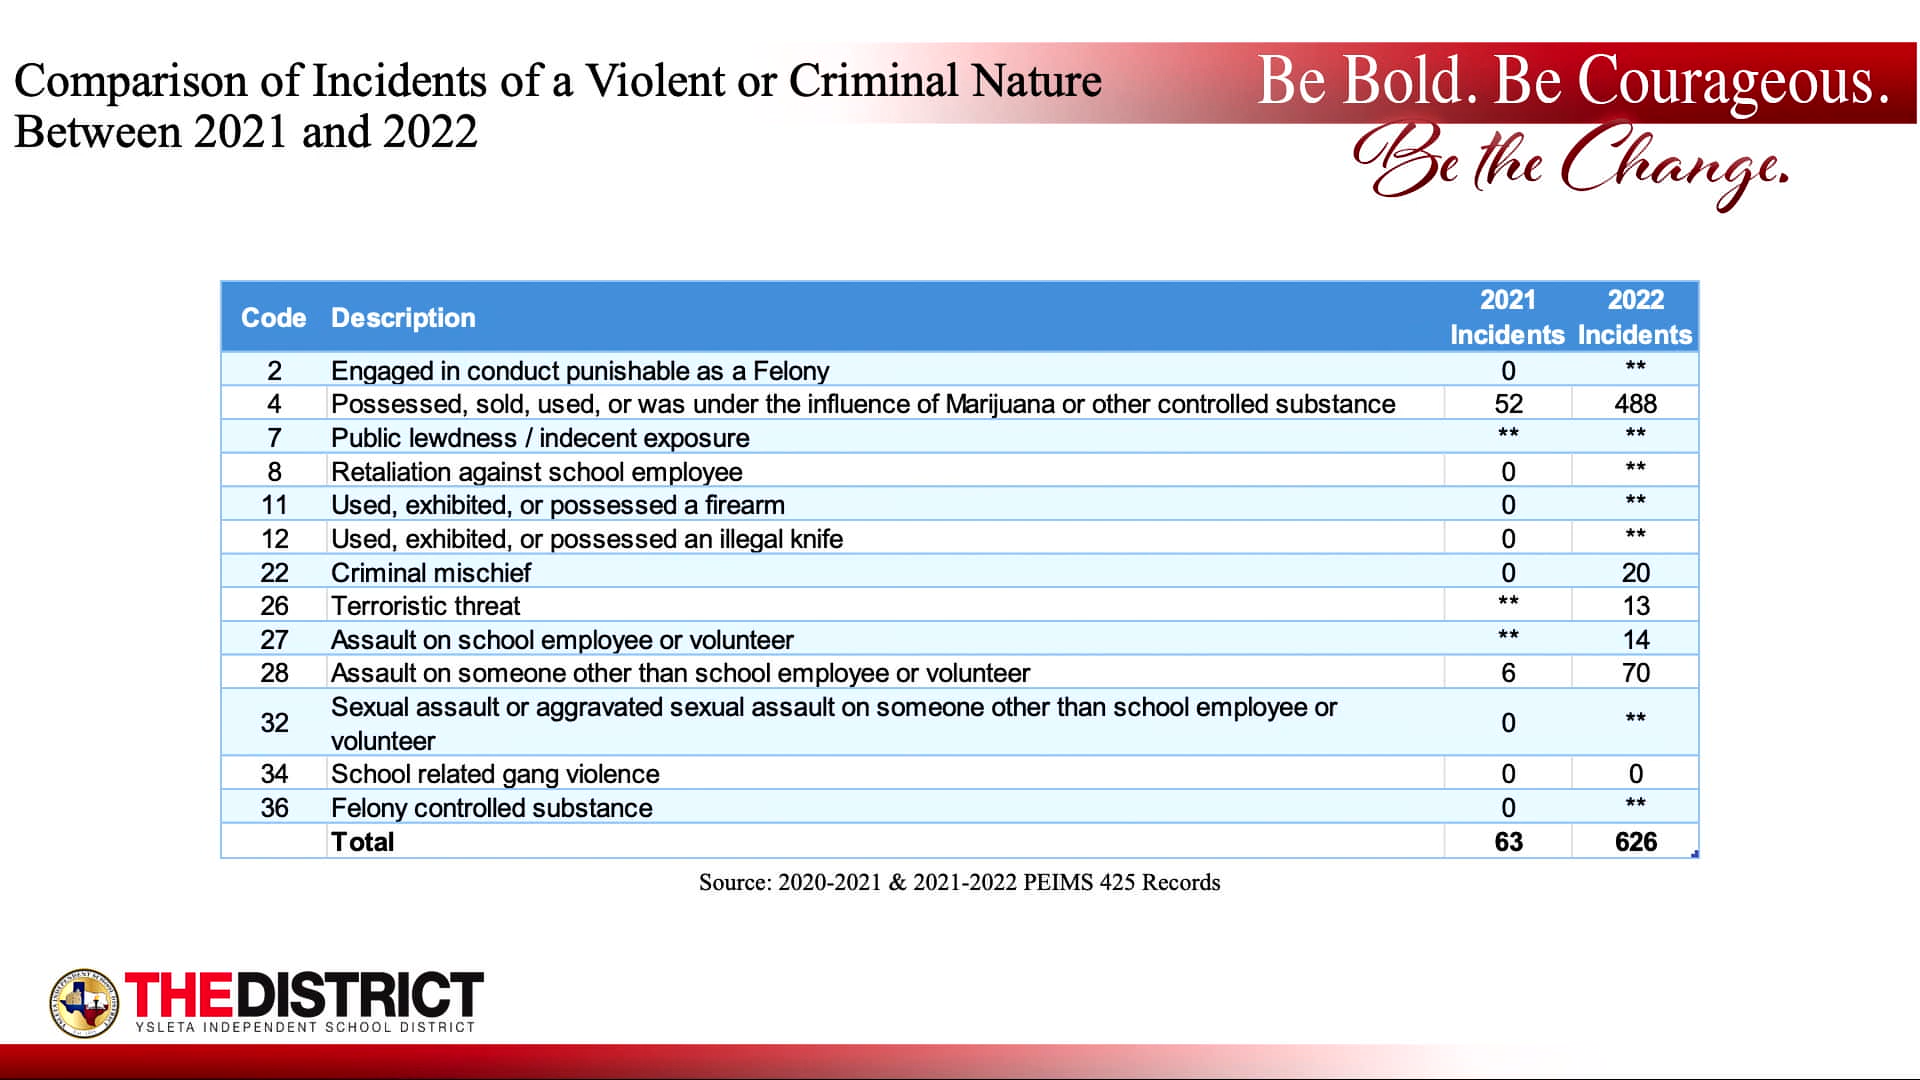 Comparison of Incidents of a Violent or Criminal Nature
Between 2021 and 2022
Be Bold. Be Courageous.
Be the Change.
Code Description 2021 Incidents 2022 Incidents
2 Engaged in conduct punishable as a Felony 0 **
4 Possessed, sold, used, or was under the influence of Marijuana or other controlled substance 52 488
7 Public lewdness / indecent exposure ** **
8 Retaliation against school employee 0 **
11 Used, exhibited, or possessed a firearm 0 **
12 Used, exhibited, or possessed an illegal knife 0 **
22 Criminal mischief 0 20
26 Terroristic threat ** 13
27 Assault on school employee or volunteer ** 14
28 Assault on someone other than school employee or volunteer 6 70
32 Sexual assault or aggravated sexual assault on someone other than school employee or
volunteer 0 **
34 School related gang violence 0 0
36 Felony controlled substance 0 **
Total 63 626
Source: 2020-2021 & 2021-2022 PEIMS 425 Records
THEDISTRICT
YSLETA INDEPENDENT SCHOOL DISTRICT